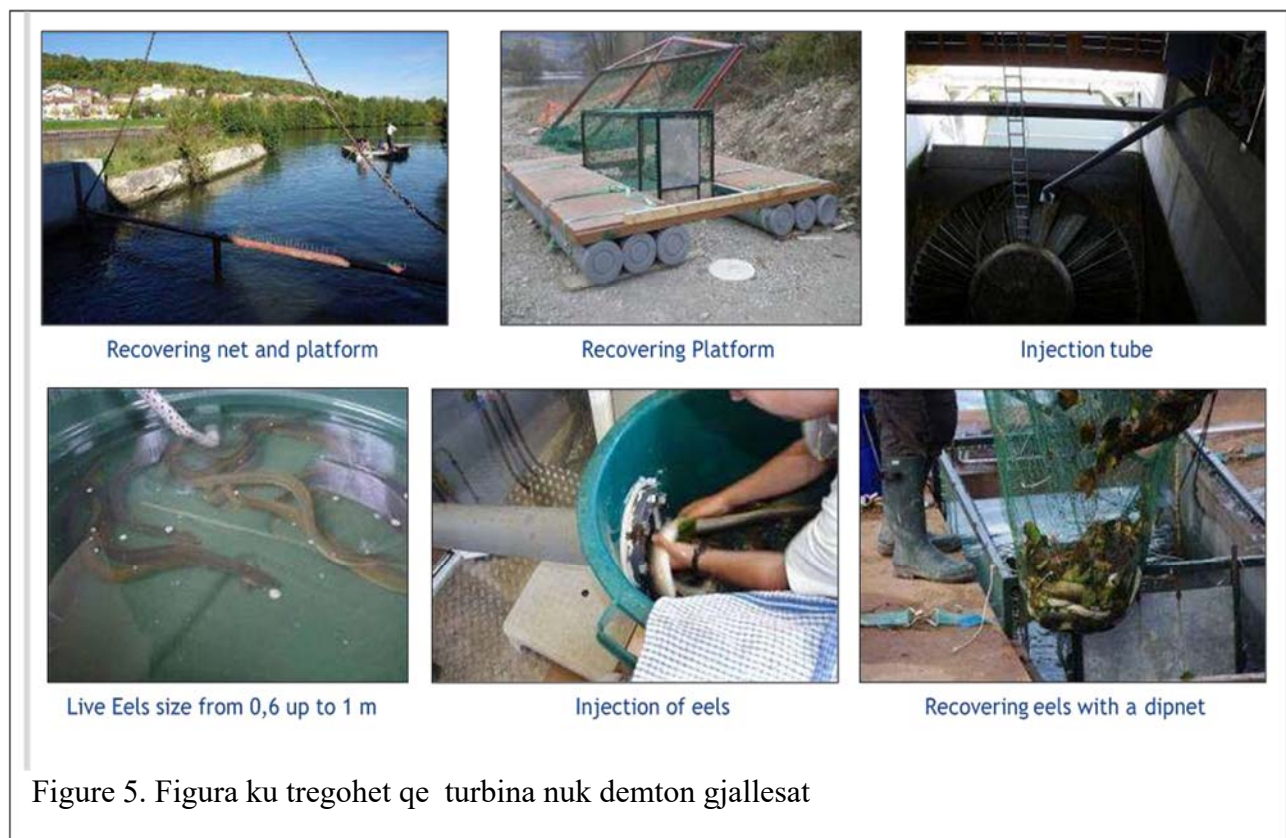 Recovering net and platform
Recovering Platform
Injection tube
Live Eels size from 0,6 up to 1 m
Injection of eels
Recovering eels with a dipnet
Figure 5. Figura ku tregohet qe  turbina nuk demton gjallesat